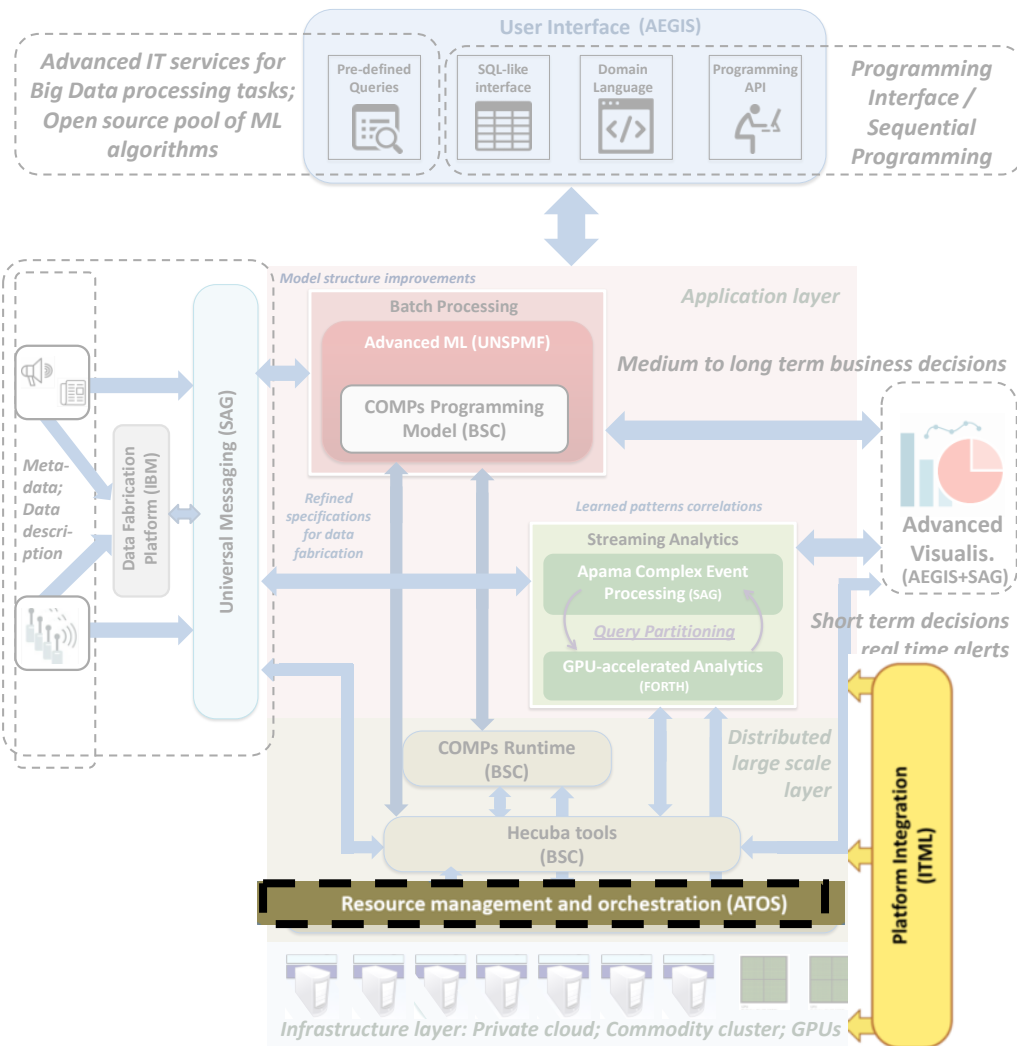 User Interface (AEGIS)
Advanced IT services for
Big Data processing tasks;
Open source pool of ML
algorithms
Pre-defined
Queries
SQL-like
interface
Domain
Language
Programming
API
Programming
Interface /
Sequential
Programming
Model structure improvements
Application layer
Batch Processing
Advanced ML (UNSPMF)
COMPs Programming
Model (BSC)
Medium to long term business decisions
Universal Messaging (SAG)
Data Fabrication
Platform (IBM)
Meta-
data;
Data
descri-
ption
Refined
specifications
for data
fabrication
Learned patterns correlations
Streaming Analytics
Apama Complex Event
Processing (SAG)
Query Partitioning
GPU-accelerated Analytics
(FORTH)
Advanced
Visualis.
(AEGIS+SAG)
Short term decisions
real time alerts
COMPs Runtime
(BSC)
Distributed
large scale
layer
Hecuba tools
(BSC)
Platform Integration
(ITML)
Resource management and orchestration (ATOS)
Infrastructure layer: Private cloud; Commodity cluster; GPUs